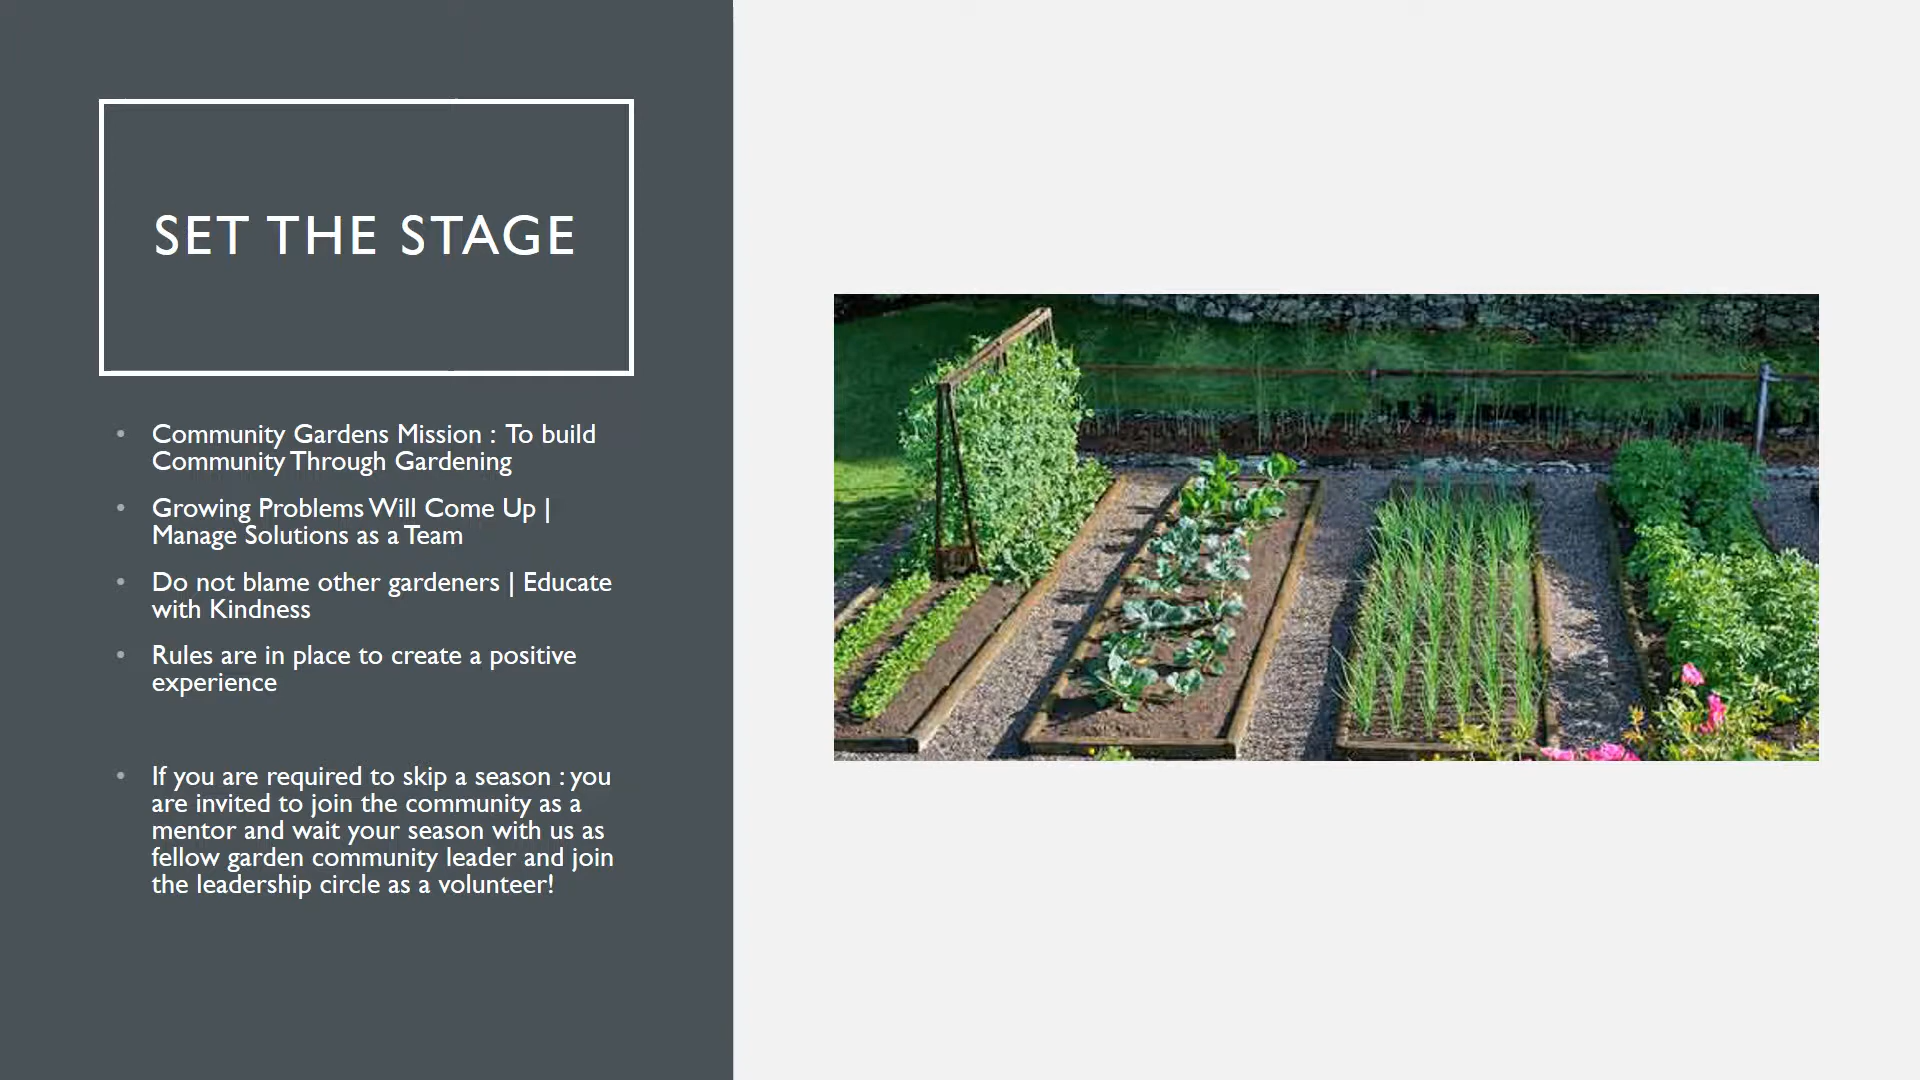 SET THE STAGE
• Community Gardens Mission : To build
Community Through Gardening
• Growing Problems Will Come Up |
Manage Solutions as a Team
• Do not blame other gardeners | Educate
with Kindness
• Rules are in place to create a positive
experience
• If you are required to skip a season : you
are invited to join the community as a
mentor and wait your season with us as
fellow garden community leader and join
the leadership circle as a volunteer!